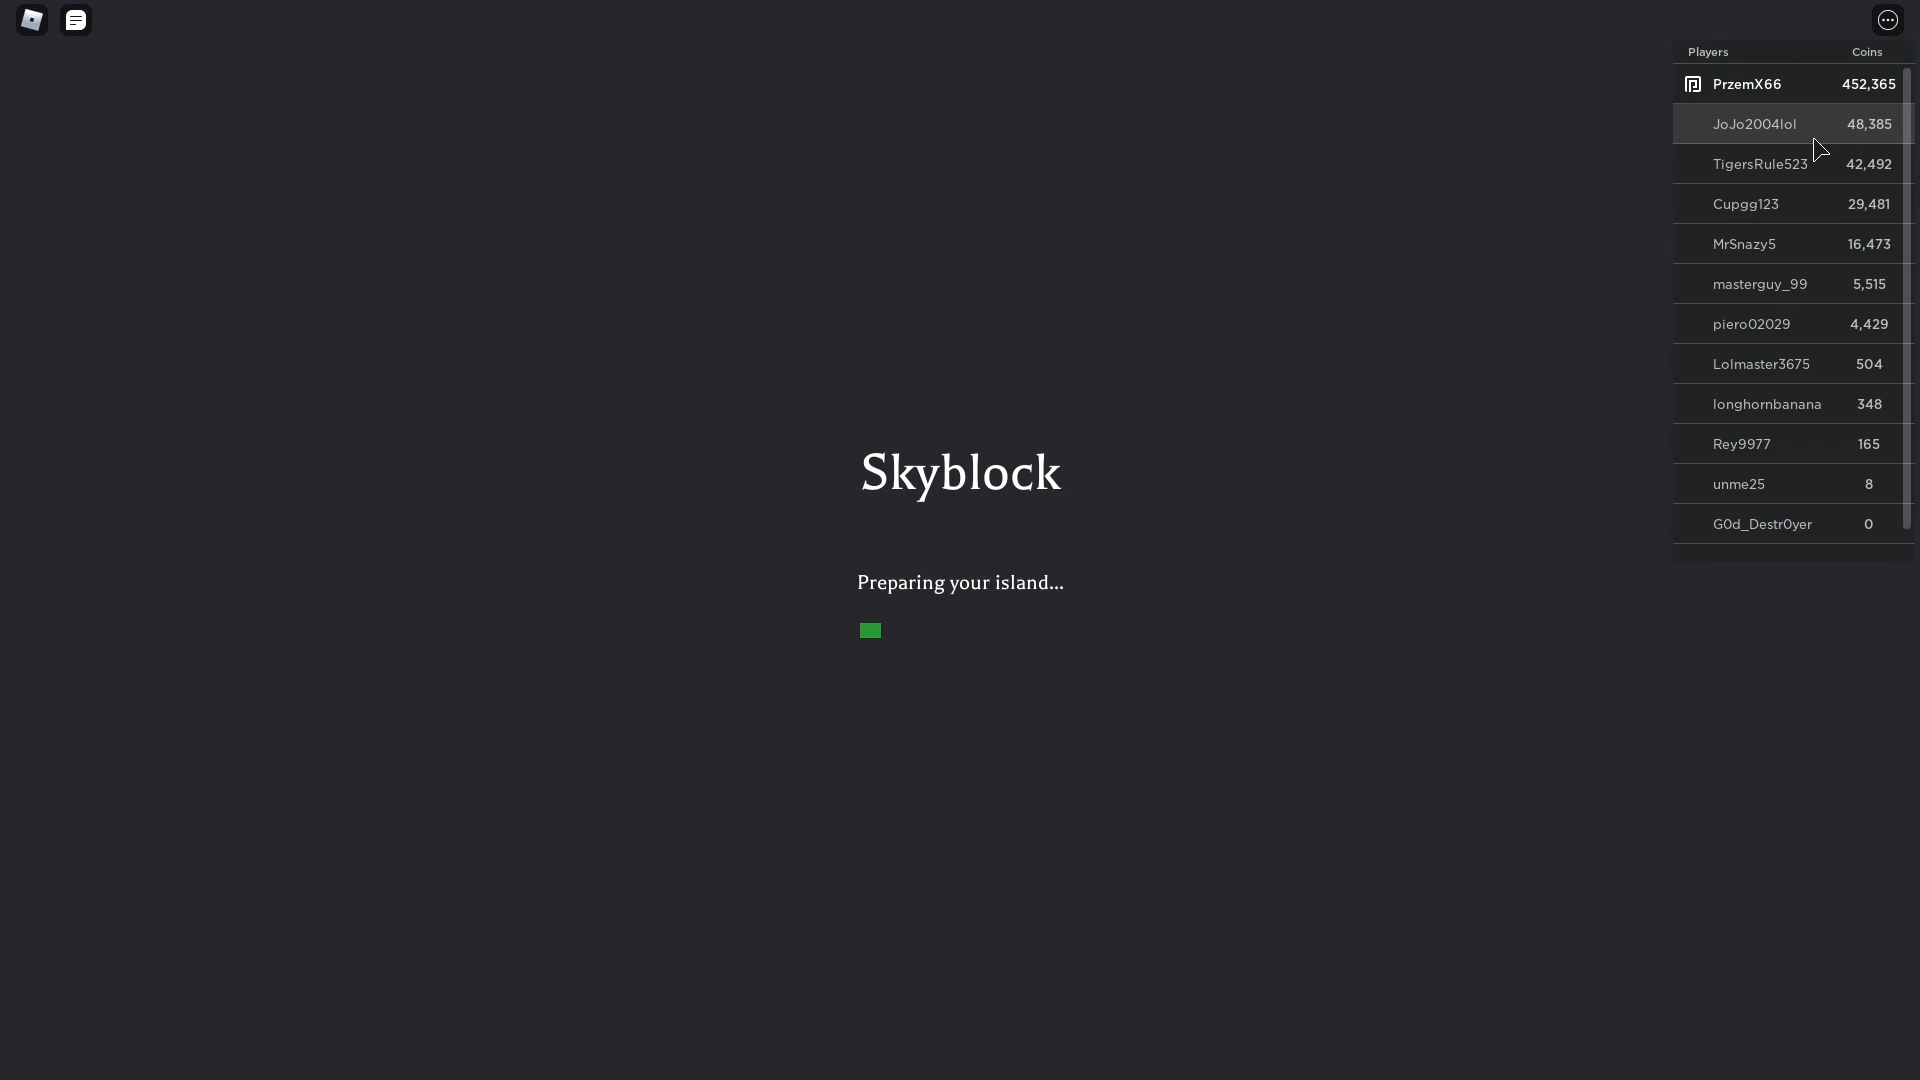 Players Coins
PrzemX66 452,365
JoJo2004lol 48,385
TigersRule523 42,492
Cupgg123 29,481
MrSnazy5 16,473
masterguy_99 5,515
piero02029 4,429
Lolmaster3675 504
longhornbanana 348
Rey9977 165
unme25 8
G0d_Destr0yer 0
Skyblock
Preparing your island...